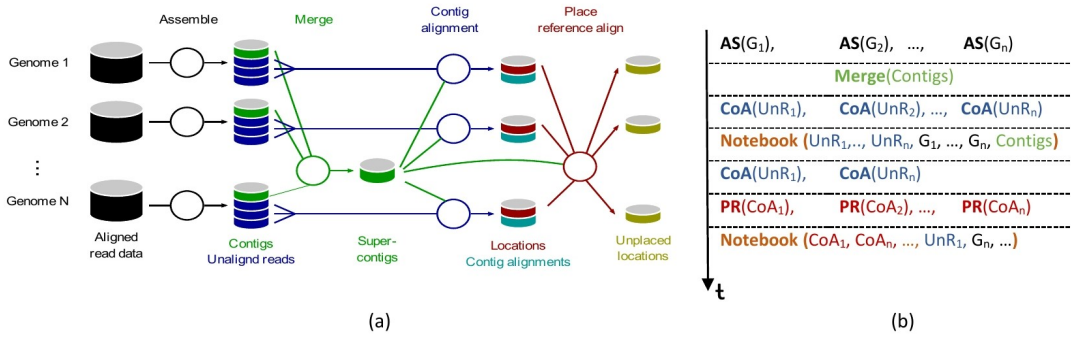 Assemble
Merge
Contig
alignment
Place
reference align
Genome 1
Genome 2
...
Genome N
Aligned
read data
Contigs
Unalignd reads
Super-
contigs
Locations
Contig alignments
Unplaced
locations
(a)
AS(G1), AS(G2), ..., AS(Gn)
Merge(Contigs)
CoA(UnR1), CoA(UnR2), ..., CoA(UnRn)
Notebook (UnR1,.., UnRn, G1, ..., Gn, Contigs)
CoA(UnR1), CoA(UnRn)
PR(CoA1), PR(CoA2), ..., PR(CoAn)
Notebook (CoA1, CoAn, ..., UnR1, Gn, ...)
t
(b)